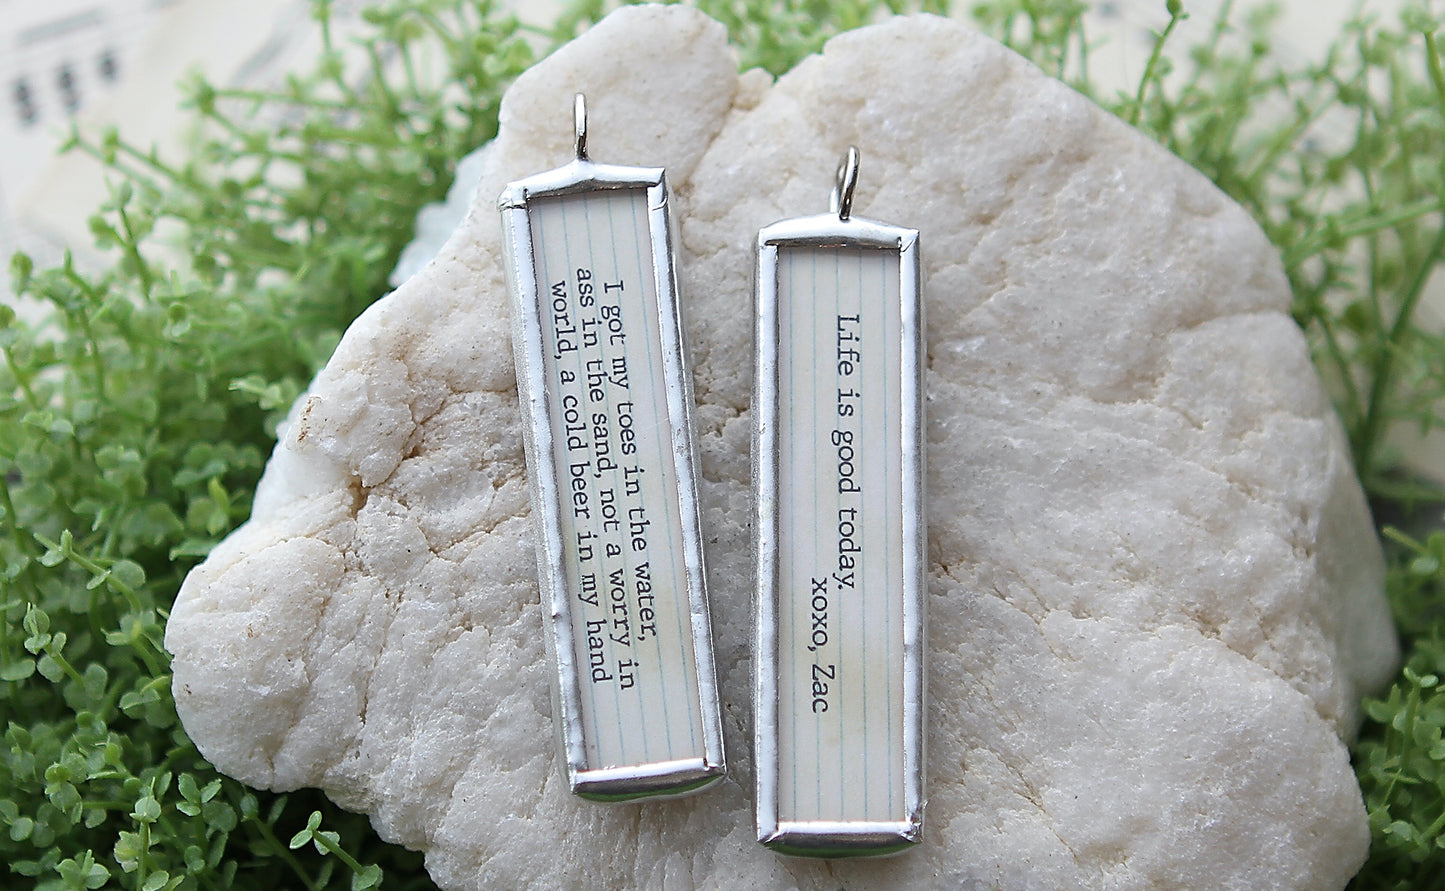 I got my toes in the water,
ass in the sand, not a worry in
world, a cold beer in my hand
Life is good today.
xoxo, Zac